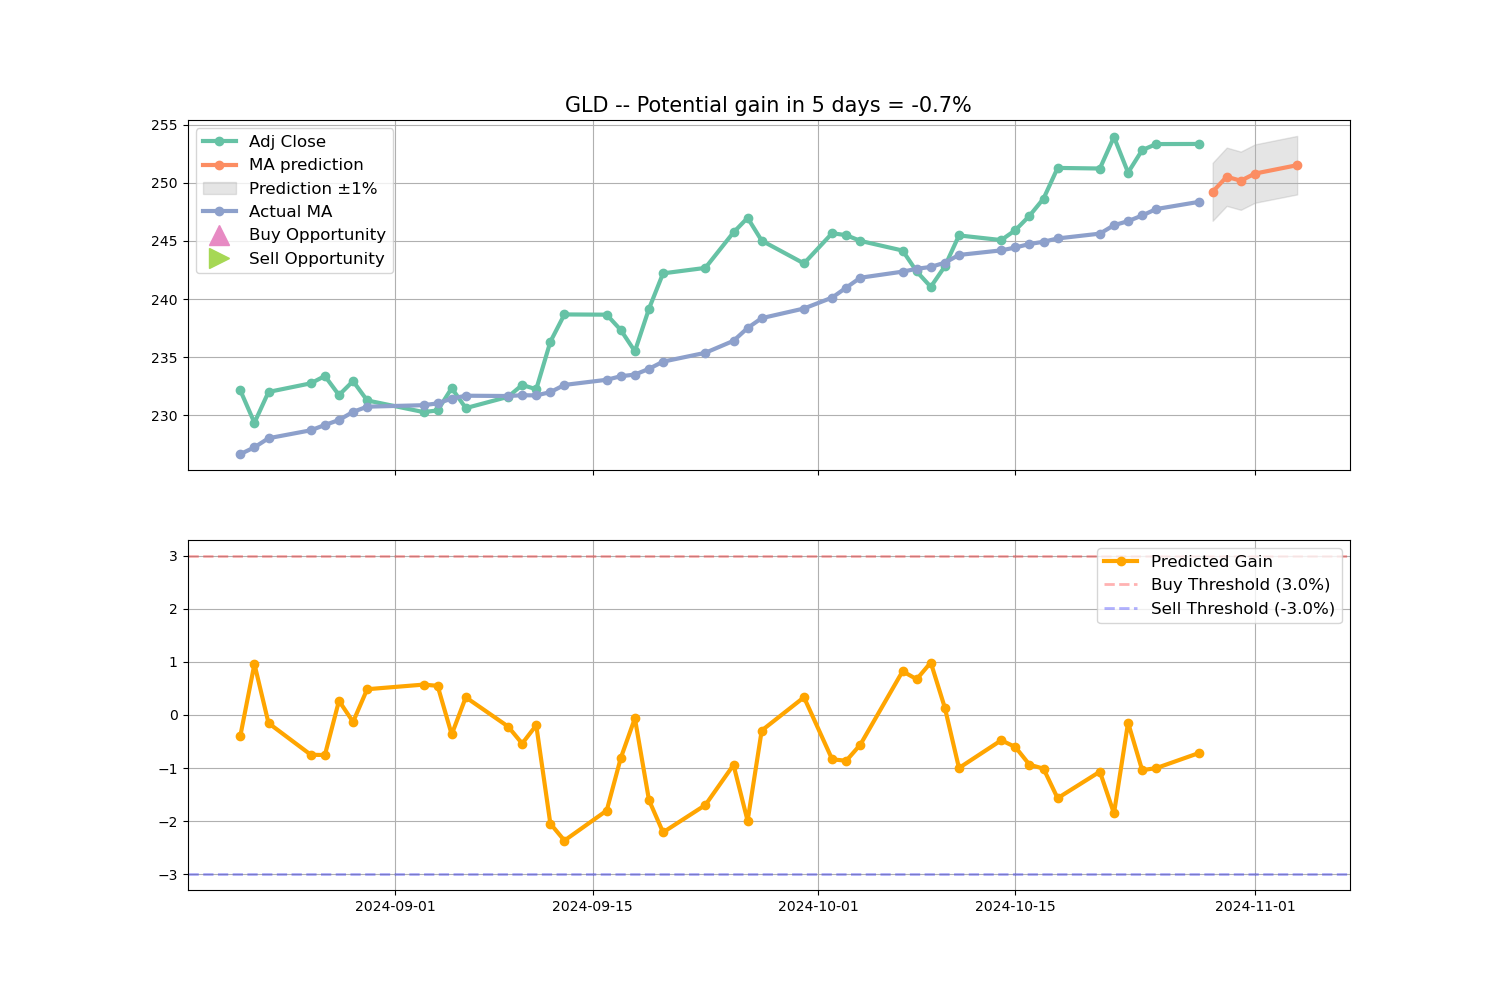 GLD -- Potential gain in 5 days = -0.7%
255
250
245
240
235
230
Adj Close
MA prediction
Prediction ±1%
Actual MA
Buy Opportunity
Sell Opportunity
3
2
1
0
−1
−2
−3
Predicted Gain
Buy Threshold (3.0%)
Sell Threshold (-3.0%)
2024-09-01
2024-09-15
2024-10-01
2024-10-15
2024-11-01